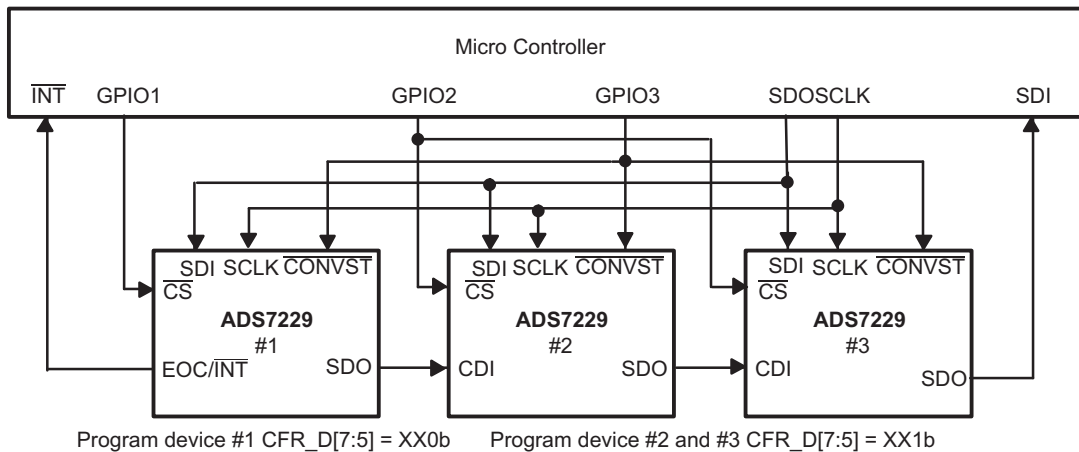 Micro Controller
INT GPIO1 GPIO2 GPIO3 SDOSCLK SDI
SDI SCLK CONVST
CS
ADS7229
#1
EOC/INT SDO
SDI SCLK CONVST
CS
ADS7229
#2
CDI SDO
SDI SCLK CONVST
CS
ADS7229
#3
CDI SDO
Program device #1 CFR_D[7:5] = XX0b Program device #2 and #3 CFR_D[7:5] = XX1b